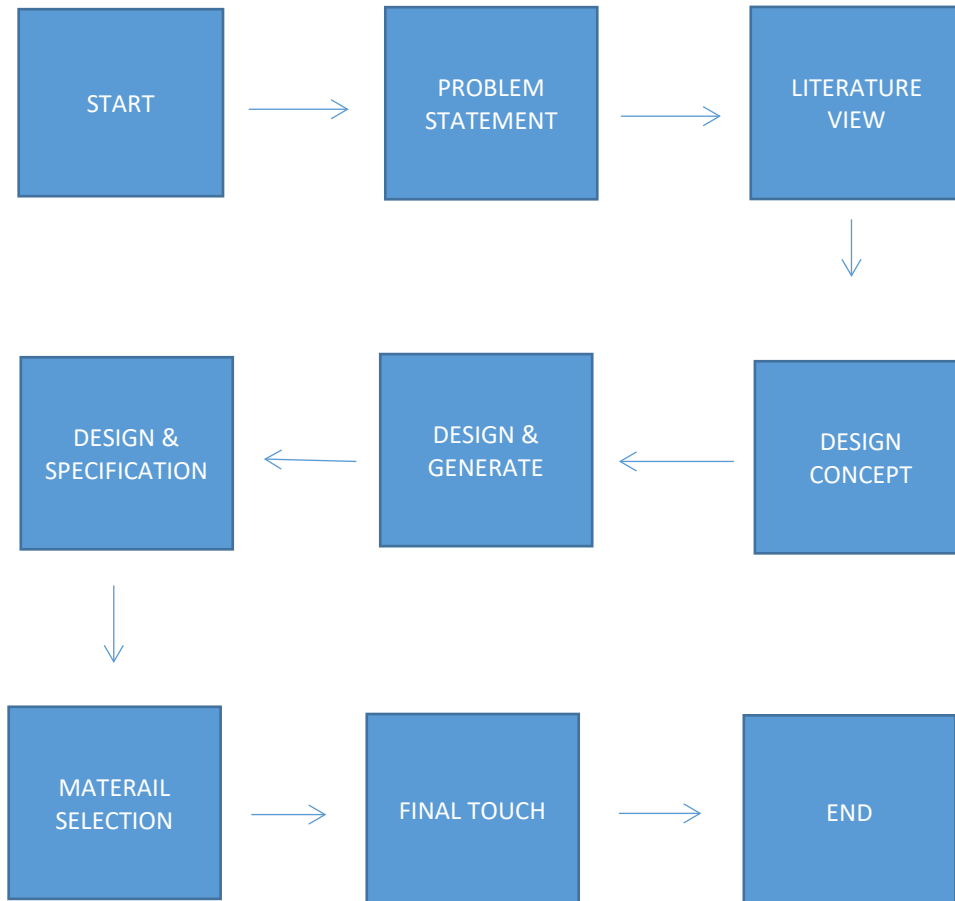 START
PROBLEM
STATEMENT
LITERATURE
VIEW
DESIGN
CONCEPT
DESIGN &
GENERATE
DESIGN &
SPECIFICATION
MATERAIL
SELECTION
FINAL TOUCH
END